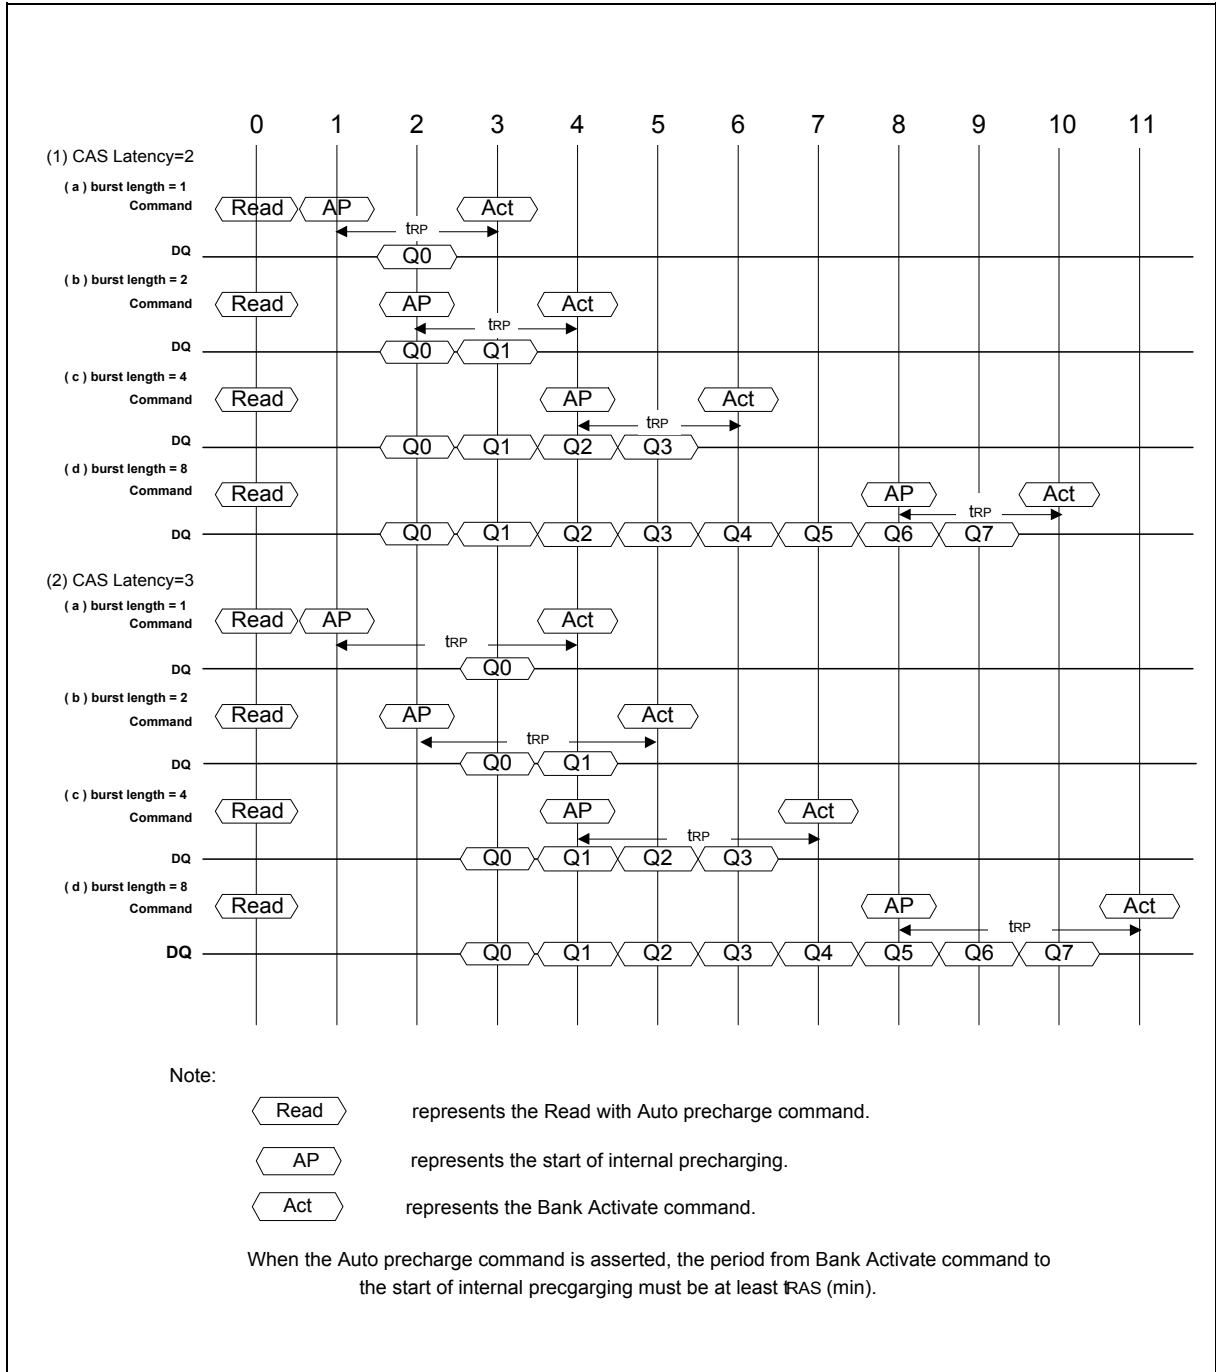 0 1 2 3 4 5 6 7 8 9 10 11
(1) CAS Latency=2
( a ) burst length = 1
Command Read AP Act
tRP
DQ Q0
( b ) burst length = 2
Command Read AP Act
tRP
DQ Q0 Q1
( c ) burst length = 4
Command Read AP Act
tRP
DQ Q0 Q1 Q2 Q3
( d ) burst length = 8
Command Read AP Act
tRP
DQ Q0 Q1 Q2 Q3 Q4 Q5 Q6 Q7
(2) CAS Latency=3
( a ) burst length = 1
Command Read AP Act
tRP
DQ Q0
( b ) burst length = 2
Command Read AP Act
tRP
DQ Q0 Q1
( c ) burst length = 4
Command Read AP Act
tRP
DQ Q0 Q1 Q2 Q3
( d ) burst length = 8
Command Read AP Act
tRP
DQ Q0 Q1 Q2 Q3 Q4 Q5 Q6 Q7
Note:
Read represents the Read with Auto precharge command.
AP represents the start of internal precharging.
Act represents the Bank Activate command.
When the Auto precharge command is asserted, the period from Bank Activate command to
the start of internal precgarging must be at least tRAS (min).